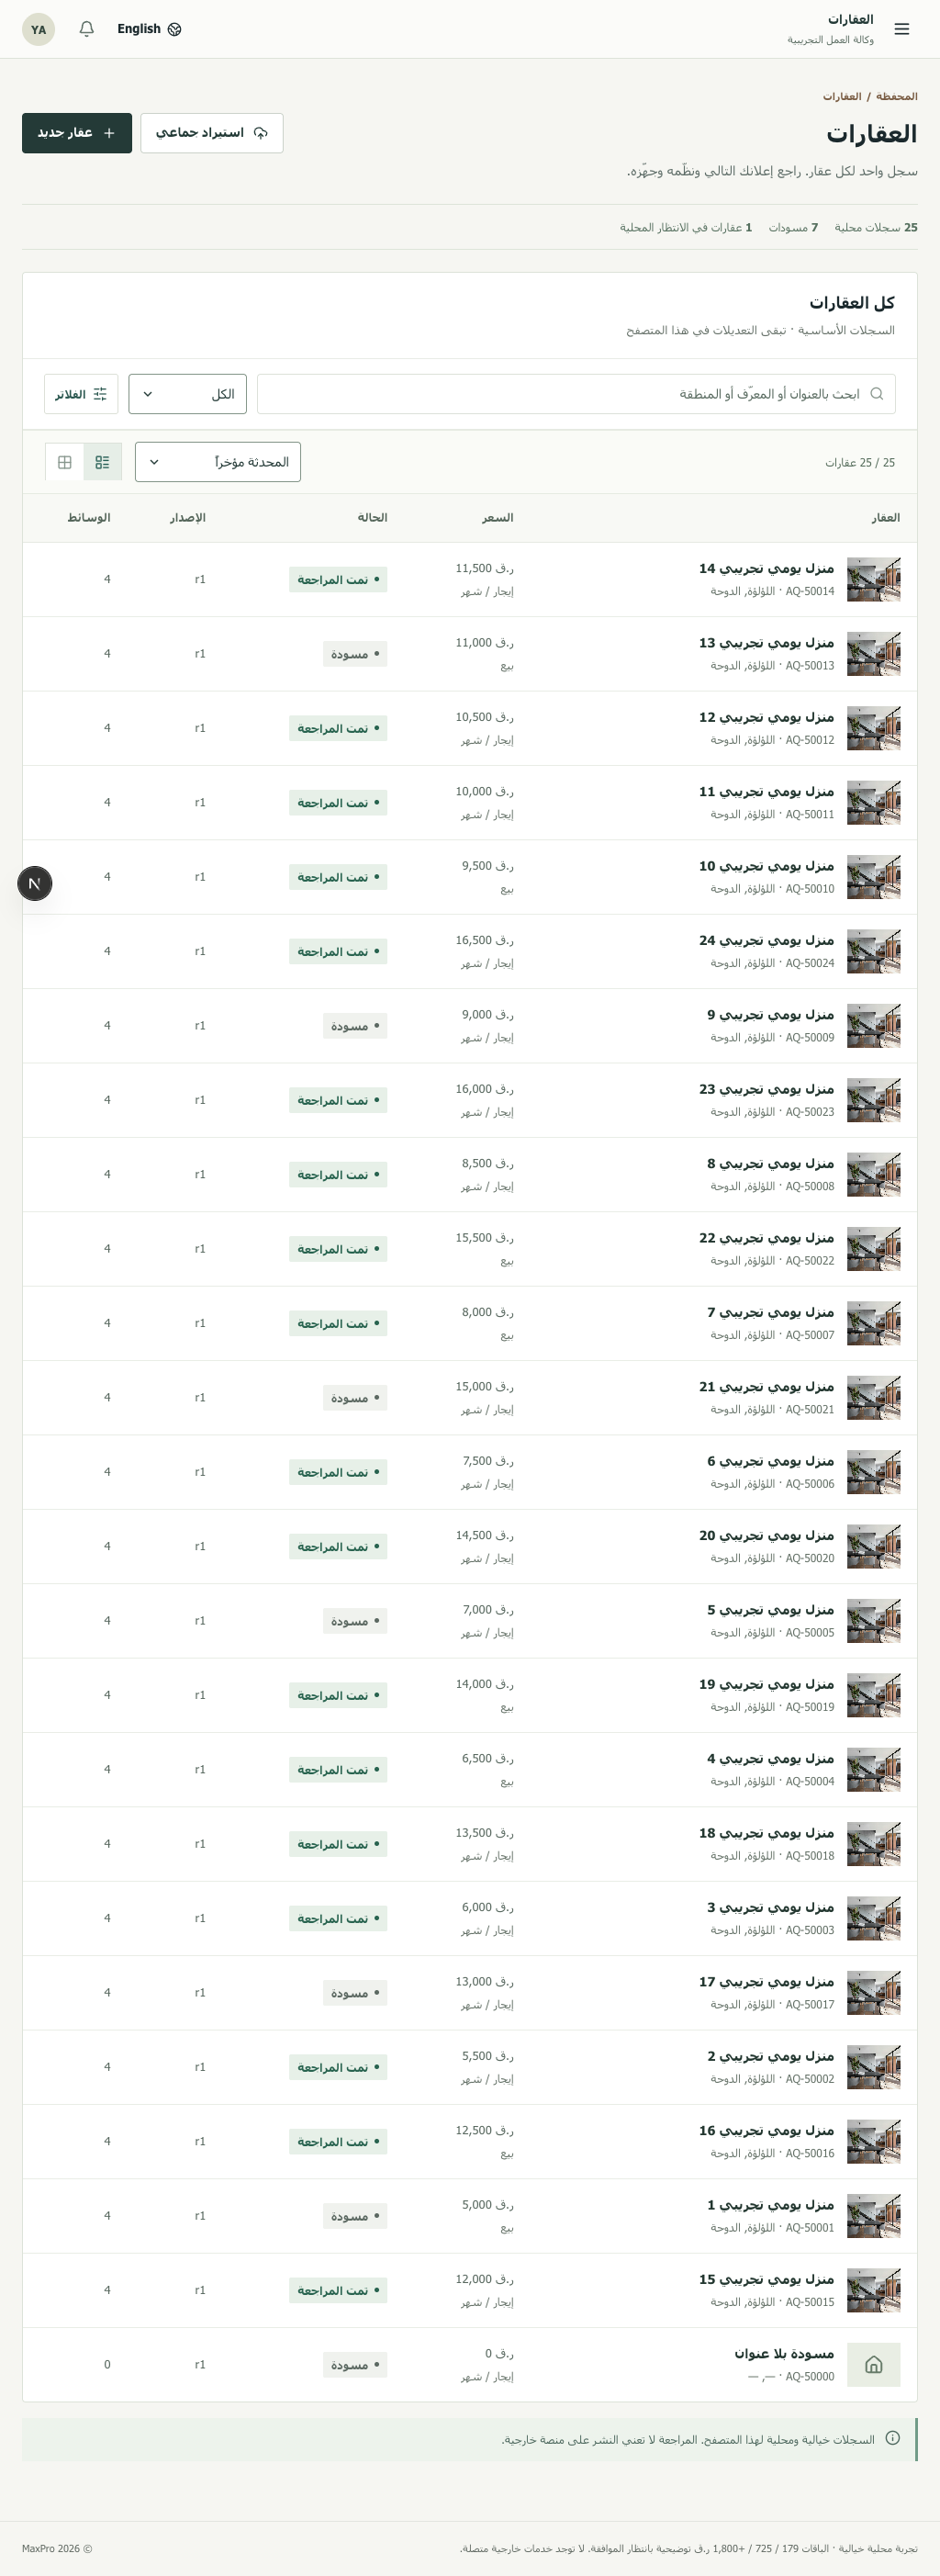 العقارات
وكالة العمل التجريبية
English
YA
المحفظة / العقارات
العقارات
استيراد جماعي
عقار جديد
سجل واحد لكل عقار. راجع إعلانك التالي ونظّمه وجهّزه.
25 سجلات محلية 7 مسودات 1 عقارات في الانتظار المحلية
كل العقارات
السجلات الأساسية · تبقى التعديلات في هذا المتصفح
ابحث بالعنوان أو المعرّف أو المنطقة
الكل
الفلاتر
25 / 25 عقارات
المحدثة مؤخراً
العقار السعر الحالة الإصدار الوسائط
منزل يومي تجريبي 14 ر.ق 11,500 تمت المراجعة r1 4
AQ-50014 · اللؤلؤة, الدوحة إيجار / شهر
منزل يومي تجريبي 13 ر.ق 11,000 مسودة r1 4
AQ-50013 · اللؤلؤة, الدوحة بيع
منزل يومي تجريبي 12 ر.ق 10,500 تمت المراجعة r1 4
AQ-50012 · اللؤلؤة, الدوحة إيجار / شهر
منزل يومي تجريبي 11 ر.ق 10,000 تمت المراجعة r1 4
AQ-50011 · اللؤلؤة, الدوحة إيجار / شهر
منزل يومي تجريبي 10 ر.ق 9,500 تمت المراجعة r1 4
AQ-50010 · اللؤلؤة, الدوحة بيع
منزل يومي تجريبي 24 ر.ق 16,500 تمت المراجعة r1 4
AQ-50024 · اللؤلؤة, الدوحة إيجار / شهر
منزل يومي تجريبي 9 ر.ق 9,000 مسودة r1 4
AQ-50009 · اللؤلؤة, الدوحة إيجار / شهر
منزل يومي تجريبي 23 ر.ق 16,000 تمت المراجعة r1 4
AQ-50023 · اللؤلؤة, الدوحة إيجار / شهر
منزل يومي تجريبي 8 ر.ق 8,500 تمت المراجعة r1 4
AQ-50008 · اللؤلؤة, الدوحة إيجار / شهر
منزل يومي تجريبي 22 ر.ق 15,500 تمت المراجعة r1 4
AQ-50022 · اللؤلؤة, الدوحة بيع
منزل يومي تجريبي 7 ر.ق 8,000 تمت المراجعة r1 4
AQ-50007 · اللؤلؤة, الدوحة بيع
منزل يومي تجريبي 21 ر.ق 15,000 مسودة r1 4
AQ-50021 · اللؤلؤة, الدوحة إيجار / شهر
منزل يومي تجريبي 6 ر.ق 7,500 تمت المراجعة r1 4
AQ-50006 · اللؤلؤة, الدوحة إيجار / شهر
منزل يومي تجريبي 20 ر.ق 14,500 تمت المراجعة r1 4
AQ-50020 · اللؤلؤة, الدوحة إيجار / شهر
منزل يومي تجريبي 5 ر.ق 7,000 مسودة r1 4
AQ-50005 · اللؤلؤة, الدوحة إيجار / شهر
منزل يومي تجريبي 19 ر.ق 14,000 تمت المراجعة r1 4
AQ-50019 · اللؤلؤة, الدوحة بيع
منزل يومي تجريبي 4 ر.ق 6,500 تمت المراجعة r1 4
AQ-50004 · اللؤلؤة, الدوحة بيع
منزل يومي تجريبي 18 ر.ق 13,500 تمت المراجعة r1 4
AQ-50018 · اللؤلؤة, الدوحة إيجار / شهر
منزل يومي تجريبي 3 ر.ق 6,000 تمت المراجعة r1 4
AQ-50003 · اللؤلؤة, الدوحة إيجار / شهر
منزل يومي تجريبي 17 ر.ق 13,000 مسودة r1 4
AQ-50017 · اللؤلؤة, الدوحة إيجار / شهر
منزل يومي تجريبي 2 ر.ق 5,500 تمت المراجعة r1 4
AQ-50002 · اللؤلؤة, الدوحة إيجار / شهر
منزل يومي تجريبي 16 ر.ق 12,500 تمت المراجعة r1 4
AQ-50016 · اللؤلؤة, الدوحة بيع
منزل يومي تجريبي 1 ر.ق 5,000 مسودة r1 4
AQ-50001 · اللؤلؤة, الدوحة بيع
منزل يومي تجريبي 15 ر.ق 12,000 تمت المراجعة r1 4
AQ-50015 · اللؤلؤة, الدوحة إيجار / شهر
مسودة بلا عنوان ر.ق 0 مسودة r1 0
AQ-50000 · —, — إيجار / شهر
السجلات خيالية ومحلية لهذا المتصفح. المراجعة لا تعني النشر على منصة خارجية.
تجربة محلية خيالية · الباقات 179 / 725 / +1,800 ر.ق توضيحية بانتظار الموافقة. لا توجد خدمات خارجية متصلة.
© 2026 MaxPro